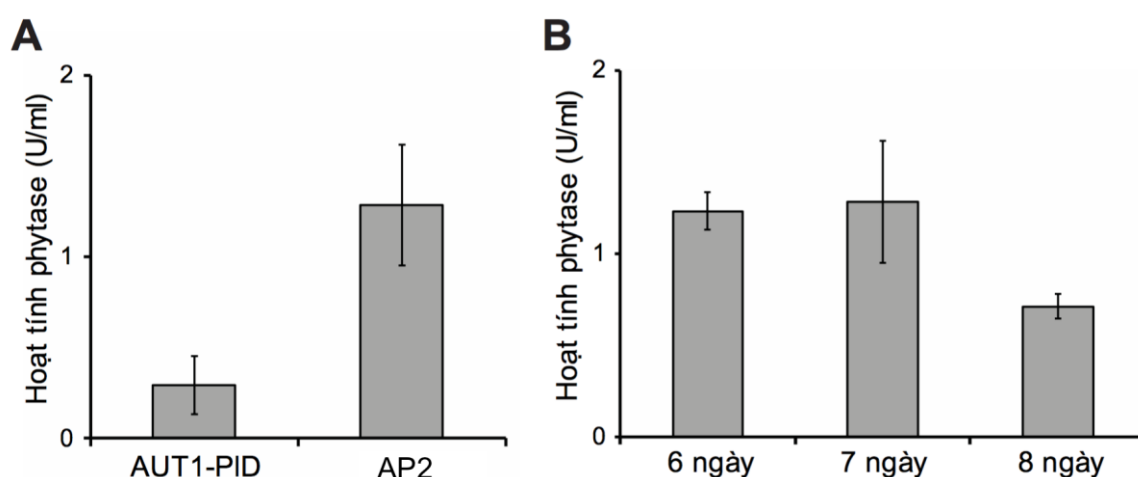 A
Hoạt tính phytase (U/ml)
2
1
0
AUT1-PID AP2
B
Hoạt tính phytase (U/ml)
2
1
0
6 ngày 7 ngày 8 ngày